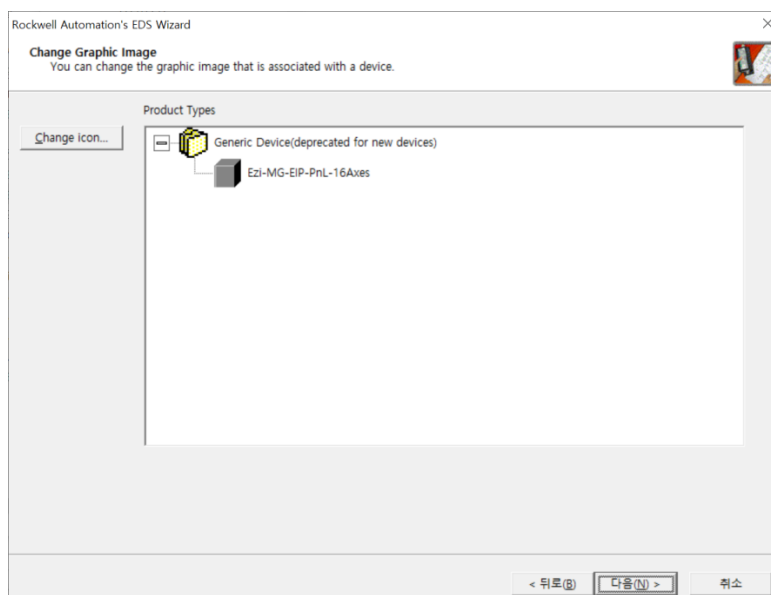 Rockwell Automation's EDS Wizard
Change Graphic Image
You can change the graphic image that is associated with a device.
Product Types
Change icon...
Generic Device(deprecated for new devices)
Ezi-MG-EIP-PnL-16Axes
< 뒤로(B)
다음(N) >
취소